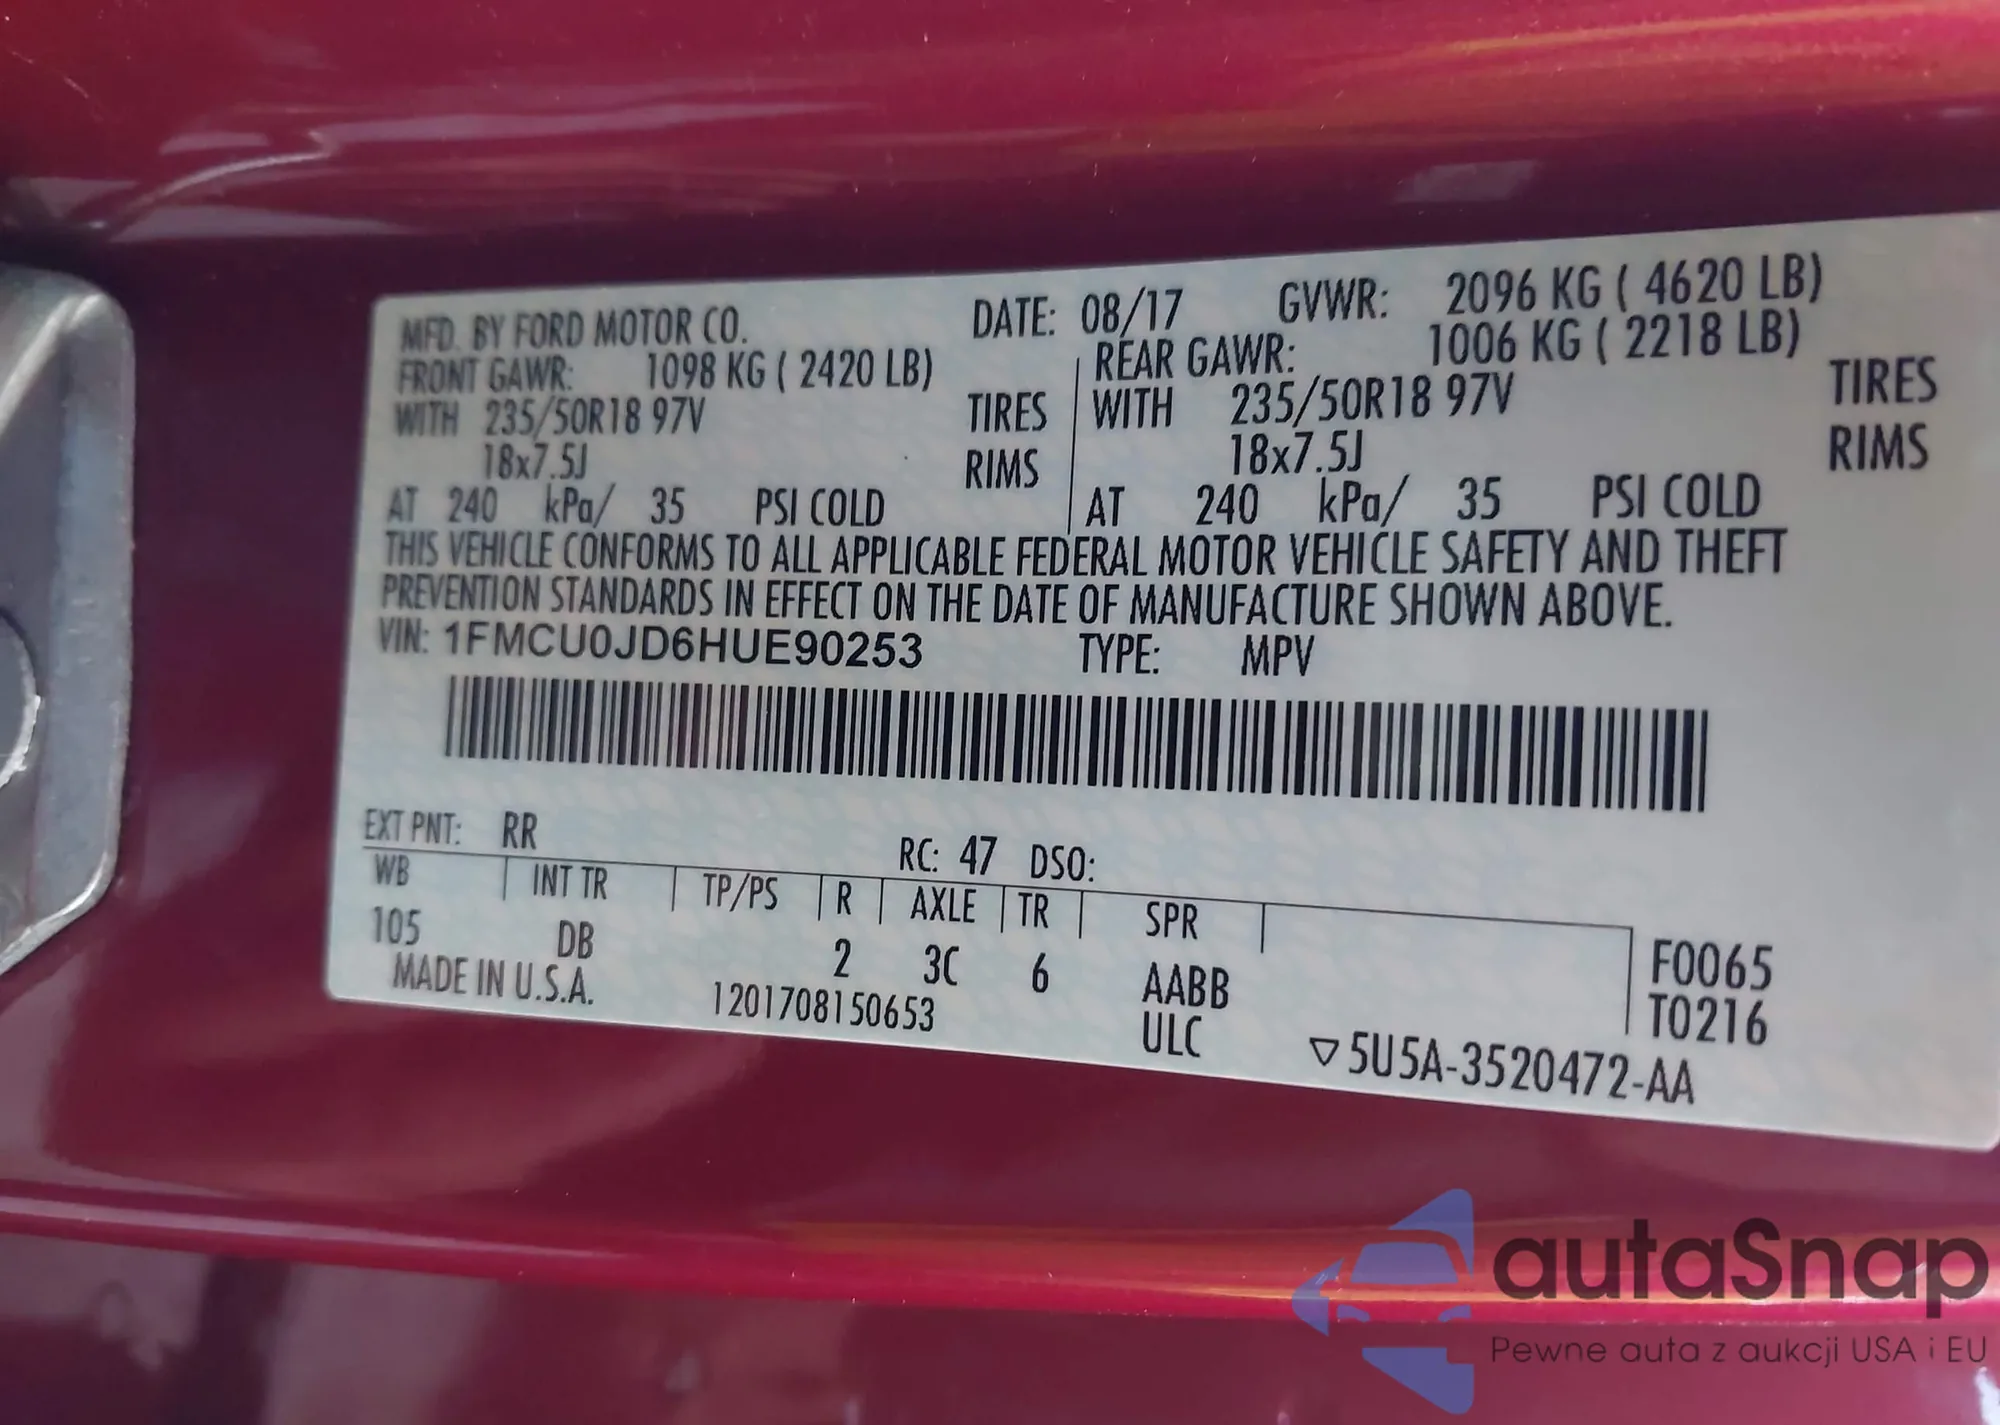 MFD. BY FORD MOTOR CO. DATE: 08/17 GVWR: 2096 KG ( 4620 LB)
FRONT GAWR: 1098 KG ( 2420 LB) REAR GAWR: 1006 KG ( 2218 LB)
WITH 235/50R18 97V TIRES WITH 235/50R18 97V TIRES
18x7.5J RIMS 18x7.5J RIMS
AT 240 kPa/ 35 PSI COLD AT 240 kPa/ 35 PSI COLD
THIS VEHICLE CONFORMS TO ALL APPLICABLE FEDERAL MOTOR VEHICLE SAFETY AND THEFT
PREVENTION STANDARDS IN EFFECT ON THE DATE OF MANUFACTURE SHOWN ABOVE.
VIN: 1FMCU0JD6HUE90253 TYPE: MPV
EXT PNT: RR RC: 47 DSO:
WB INT TR TP/PS R AXLE TR SPR
105 DB 2 3C 6 AABB F0065
MADE IN U.S.A. 1201708150653 ULC T0216
▽5U5A-3520472-AA
autaSnap
Pewne auta z aukcji USA i EU